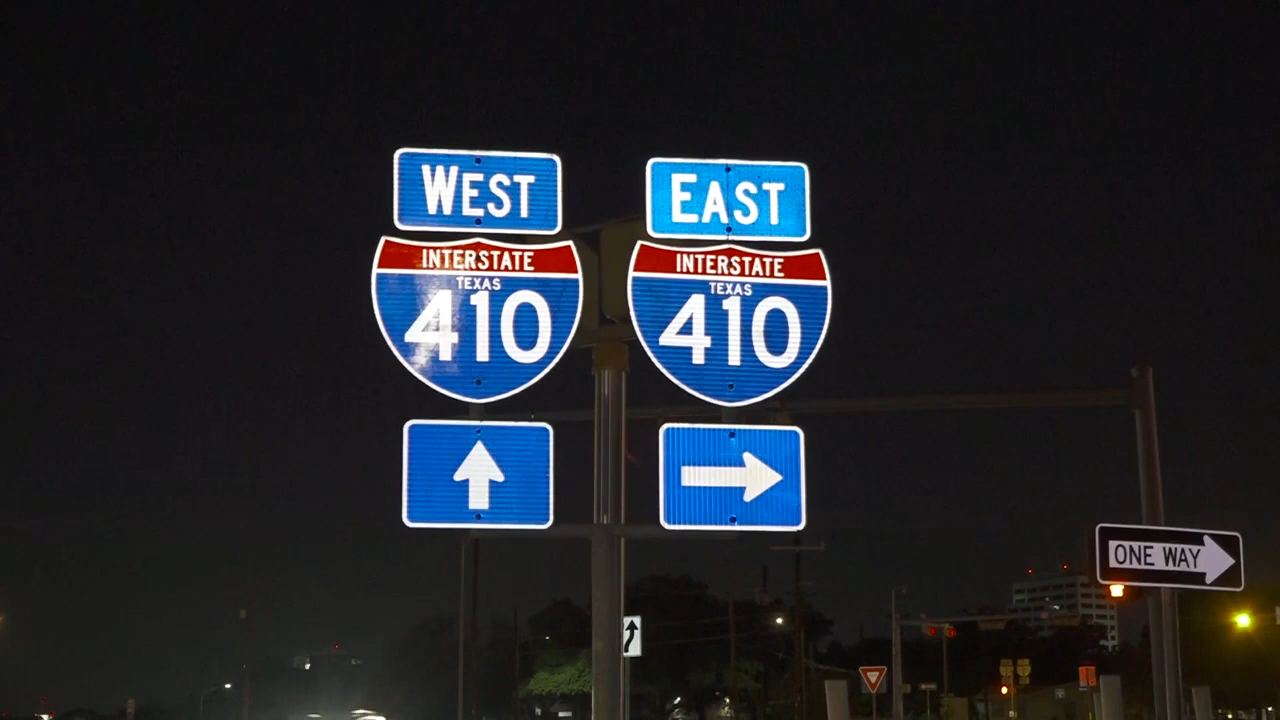 WEST
INTERSTATE
TEXAS
410
EAST
INTERSTATE
TEXAS
410
ONE WAY